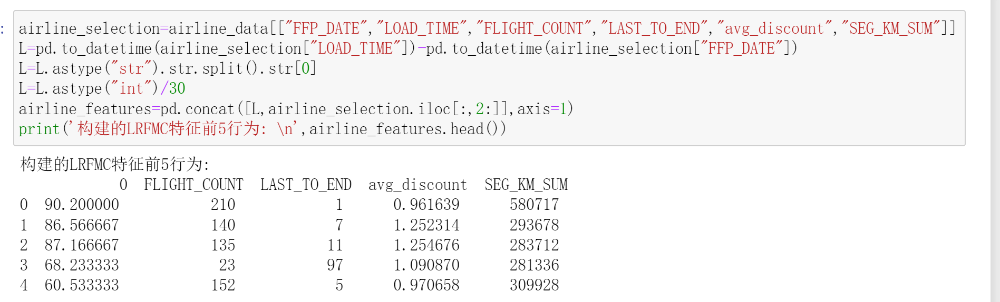 :
airline_selection=airline_data[["FFP_DATE","LOAD_TIME","FLIGHT_COUNT","LAST_TO_END","avg_discount","SEG_KM_SUM"]]
L=pd.to_datetime(airline_selection["LOAD_TIME"])-pd.to_datetime(airline_selection["FFP_DATE"])
L=L.astype("str").str.split().str[0]
L=L.astype("int")/30
airline_features=pd.concat([L,airline_selection.iloc[:,2:]],axis=1)
print('构建的LRFMC特征前5行为: \n',airline_features.head())
构建的LRFMC特征前5行为:
0 FLIGHT_COUNT LAST_TO_END avg_discount SEG_KM_SUM
0 90.200000 210 1 0.961639 580717
1 86.566667 140 7 1.252314 293678
2 87.166667 135 11 1.254676 283712
3 68.233333 23 97 1.090870 281336
4 60.533333 152 5 0.970658 309928